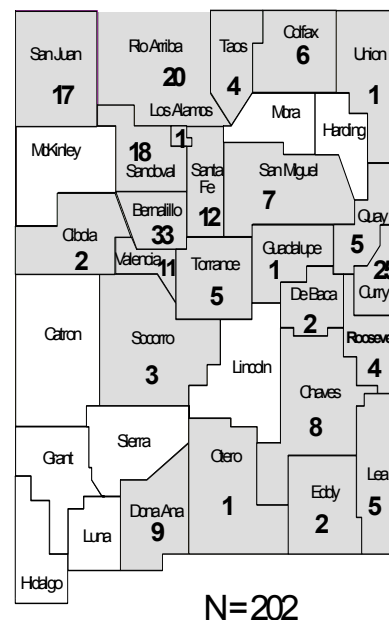 Colfax
6
Rio Arriba
20
Taos
4
San Juan
17
Union
1
Los Alamos
1
Mora
Harding
McKinley
18
Sandoval
Santa
Fe
12
San Miguel
7
Bernalillo
33
Quay
5
Cibola
2
Valencia
11
Torrance
5
Guadalupe
1
25
Curry
De Baca
2
Catron
Socorro
3
Lincoln
Roosevel
4
Chaves
8
Sierra
Grant
Otero
1
Lea
5
Eddy
2
Dona Ana
9
Luna
Hidalgo
N=202